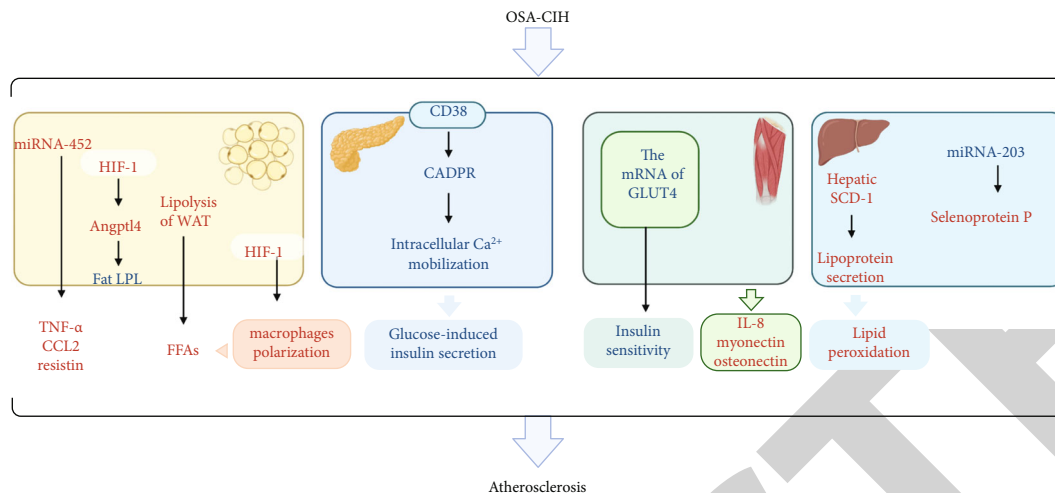 OSA-CIH
miRNA-452
HIF-1
Angptl4
Fat LPL
Lipolysis
of WAT
HIF-1
TNF-α
CCL2
resistin
FFAs
macrophages
polarization
CD38
CADPR
Intracellular Ca²⁺
mobilization
Glucose-induced
insulin secretion
The
mRNA of
GLUT4
Insulin
sensitivity
IL-8
myonectin
osteonectin
Hepatic
SCD-1
Lipoprotein
secretion
Lipid
peroxidation
miRNA-203
Selenoprotein P
Atherosclerosis